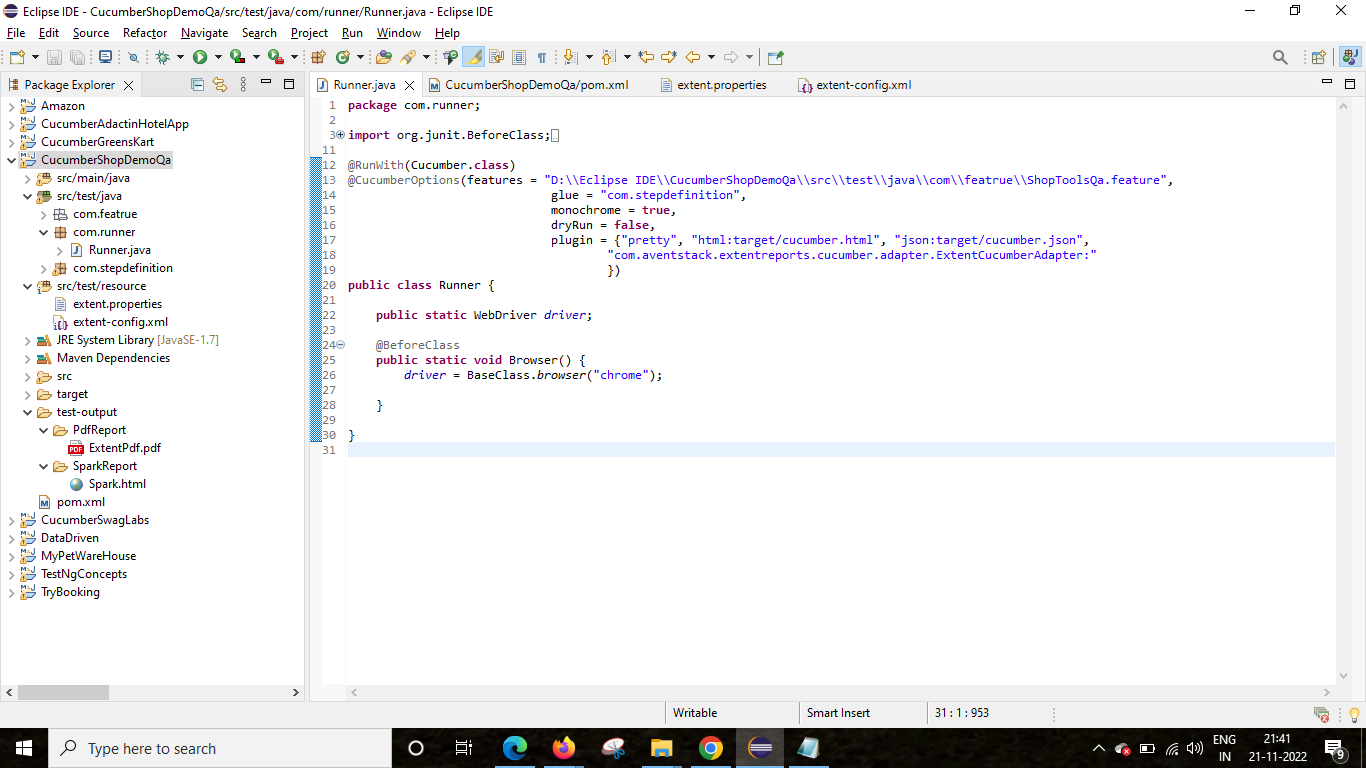 Eclipse IDE - CucumberShopDemoQa/src/test/java/com/runner/Runner.java - Eclipse IDE
File Edit Source Refactor Navigate Search Project Run Window Help
Package Explorer
Amazon
CucumberAdactinHotelApp
CucumberGreensKart
CucumberShopDemoQa
src/main/java
src/test/java
com.featrue
com.runner
Runner.java
com.stepdefinition
src/test/resource
extent.properties
extent-config.xml
JRE System Library [JavaSE-1.7]
Maven Dependencies
src
target
test-output
PdfReport
ExtentPdf.pdf
SparkReport
Spark.html
pom.xml
CucumberSwagLabs
DataDriven
MyPetWareHouse
TestNgConcepts
TryBooking
Runner.java CucumberShopDemoQa/pom.xml extent.properties extent-config.xml
1 package com.runner;
2
3 import org.junit.BeforeClass;
11
12 @RunWith(Cucumber.class)
13 @CucumberOptions(features = "D:\\Eclipse IDE\\CucumberShopDemoQa\\src\\test\\java\\com\\featrue\\ShopToolsQa.feature",
14 glue = "com.stepdefinition",
15 monochrome = true,
16 dryRun = false,
17 plugin = {"pretty", "html:target/cucumber.html", "json:target/cucumber.json",
18 "com.aventstack.extentreports.cucumber.adapter.ExtentCucumberAdapter:"
19 })
20 public class Runner {
21
22 public static WebDriver driver;
23
24 @BeforeClass
25 public static void Browser() {
26 driver = BaseClass.browser("chrome");
27
28 }
29
30 }
31
Writable Smart Insert 31 : 1 : 953
Type here to search
ENG
IN
21:41
21-11-2022
9